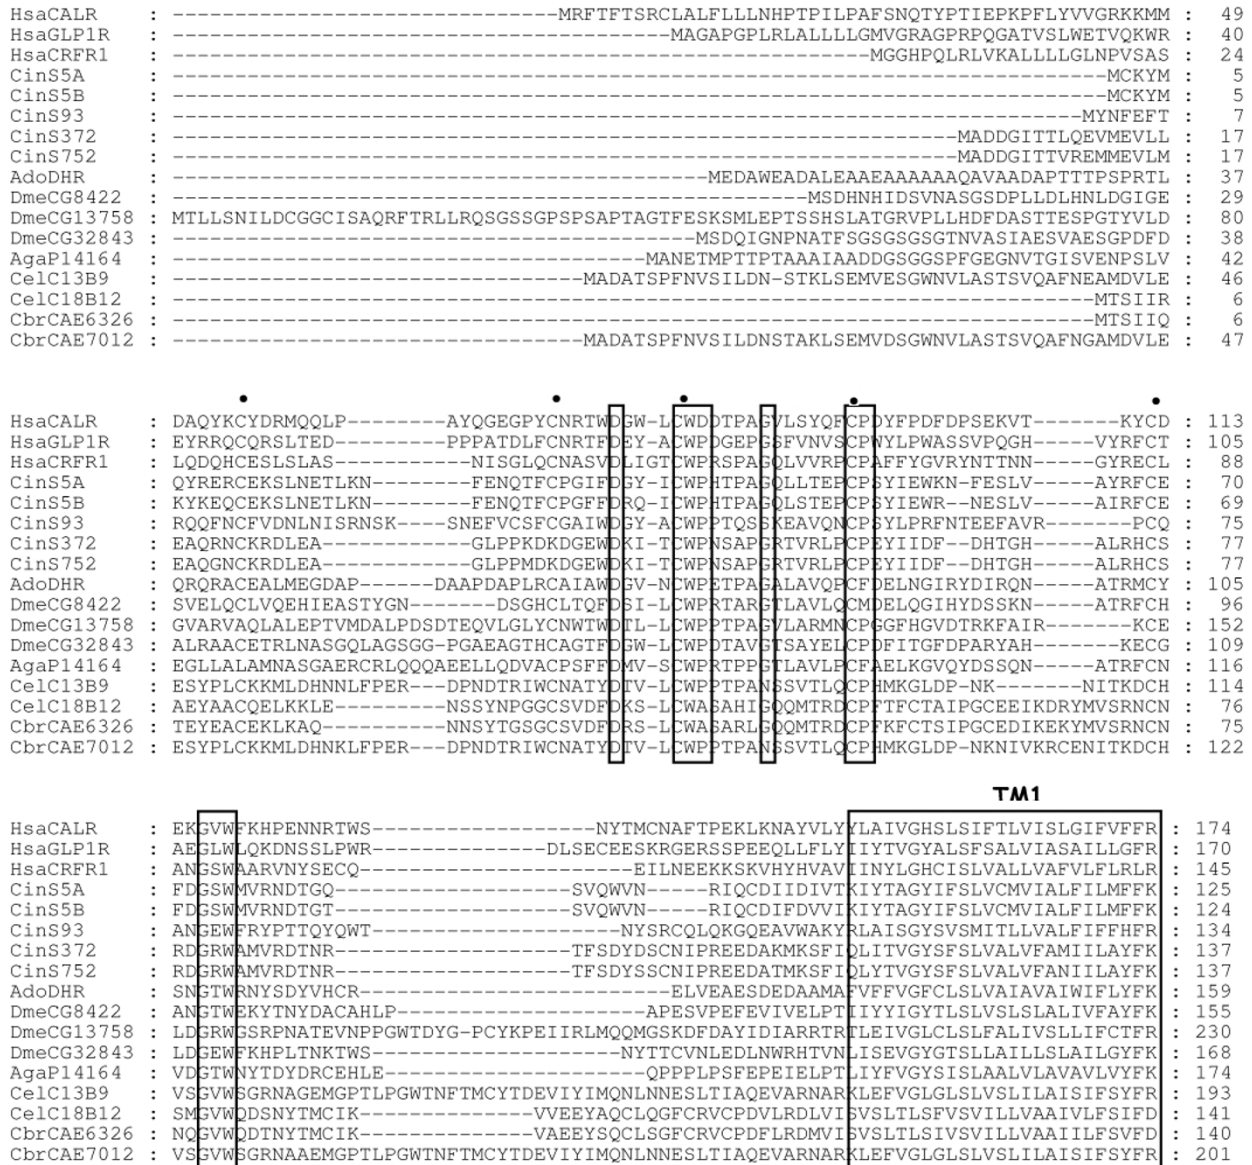 HsaCALR : -------------------------------MRFTFTSRCLALFLLLNHPTPILPAFSNQTYPTIEPKPFLYVVGRKKMM : 49
HsaGLP1R : ----------------------------------------MAGAPGPLRLALLLLGMVGRAGPRPQGATVSLWETVQKWR : 40
HsaCRFR1 : --------------------------------------------------------MGGHPQLRLVKALLLLGLNPVSAS : 24
CinS5A : ---------------------------------------------------------------------------MCKYM : 5
CinS5B : ---------------------------------------------------------------------------MCKYM : 5
CinS93 : -------------------------------------------------------------------------MYNFEFT : 7
CinS372 : ---------------------------------------------------------------MADDGITTLQEVMEVLL : 17
CinS752 : ---------------------------------------------------------------MADDGITTVREMMEVLM : 17
AdoDHR : -------------------------------------------MEDAWEADALEAAEAAAAAAQAVAADAPTTTPSPRTL : 37
DmeCG8422 : ---------------------------------------------------MSDHNHIDSVNASGSDPLLDLHNLDGIGE : 29
DmeCG13758 : MTLLSNILDCGGCISAQRFTRLLRQSGSSGPSPSAPTAGTFESKSMLEPTSSHSLATGRVPLLHDFDASTTESPGTYVLD : 80
DmeCG32843 : ------------------------------------------MSDQIGNPNATFSGSGSGSGTNVASIAESVAESGPDFD : 38
AgaP14164 : --------------------------------------MANETMPTTPTAAAIAADDGSGGSPFGEGNVTGISVENPSLV : 42
CelC13B9 : ---------------------------------MADATSPFNVSILDN-STKLSEMVESGWNVLASTSVQAFNEAMDVLE : 46
CelC18B12 : --------------------------------------------------------------------------MTSIIR : 6
CbrCAE6326 : --------------------------------------------------------------------------MTSIIQ : 6
CbrCAE7012 : ---------------------------------MADATSPFNVSILDNSTAKLSEMVDSGWNVLASTSVQAFNGAMDVLE : 47
• • • • •
HsaCALR : DAQYKCYDRMQQLP--------AYQGEGPYCNRTWDGW-LCWDDTPAGVLSYQFCPDYFPDFDPSEKVT--------KYCD : 113
HsaGLP1R : EYRRQCQRSLTED---------PPPATDLFCNRTFDEY-ACWPDGEPGSFVNVSCPWYLPWASSVPQGH------VYRFCT : 105
HsaCRFR1 : LQDQHCESLSLAS-----------NISGLQCNASVDLIGTCWPRSPAGQLVVRPCPAFFYGVRYNTTNN-----GYRECL : 88
CinS5A : QYRERCEKSLNETLKN--------FENQTFCPGIFDGY-ICWPHTPAGQLLTEPCPSYIEWKN-FESLV-----AYRFCE : 70
CinS5B : KYKEQCEKSLNETLKN--------FENQTFCPGFFDRQ-ICWPHTPAGQLSTEPCPSYIEWR--NESLV-----AIRFCE : 69
CinS93 : RQQFNCFVDNLNISRNSK----SNEFVCSFCGAIWDGY-ACWPPTQSSKEAVQNCPSYLPRFNTEEFAVR-------PCQ : 75
CinS372 : EAQRNCKRDLEA------------GLPPKDKDGEWDKI-TCWPNSAPGRTVRLPCPEYIIDF--DHTGH-----ALRHCS : 77
CinS752 : EAQGNCKRDLEA------------GLPPMDKDGEWDKI-TCWPNSAPGRTVRLPCPEYIIDF--DHTGH-----ALRHCS : 77
AdoDHR : QRQRACEALMEGDAP------DAAPDAPLRCAIAWDGV-NCWPETPAGALAVQPCFDELNGIRYDIRQN-----ATRMCY : 105
DmeCG8422 : SVELQCLVQEHIEASTYGN-------DSGHCLTQFDSI-LCWPRTARGTLAVLQCMDELQGIHYDSSKN-----ATRFCH : 96
DmeCG13758 : GVARVAQLALEPTVMDALPDSDTEQVLGLYCNWTWDTL-LCWPPTPAGVLARMNCPGGFHGVDTRKFAIR-------KCE : 152
DmeCG32843 : ALRAACETRLNASGQLAGSGG-PGAEAGTHCAGTFDGW-LCWPDTAVGTSAYELCPDFITGFDPARYAH-------KECG : 109
AgaP14164 : EGLLALAMNASGAERCRLQQQAEELLQDVACPSFFDMV-SCWPRTPPGTLAVLPCFAELKGVQYDSSQN-----ATRFCN : 116
CelC13B9 : ESYPLCKKMLDHNNLFPER---DPNDTRIWCNATYDTV-LCWPPTPANSSVTLQCPHMKGLDP-NK-------NITKDCH : 114
CelC18B12 : AEYAACQELKKLE---------NSSYNPGGCSVDFDKS-LCWASAHIGQQMTRDCPFTFCTAIPGCEEIKDRYMVSRNCN : 76
CbrCAE6326 : TEYEACEKLKAQ----------NNSYTGSGCSVDFDRS-LCWASARLGQQMTRDCPFKFCTSIPGCEDIKEKYMVSRNCN : 75
CbrCAE7012 : ESYPLCKKMLDHNKLFPER---DPNDTRIWCNATYDTV-LCWPPTPANSSVTLQCPHMKGLDP-NKNIVKRCENITKDCH : 122
TM1
HsaCALR : EKGVWFKHPENNRTWS------------------NYTMCNAFTPEKLKNAYVLYYLAIVGHSLSIFTLVISLGIFVFFR : 174
HsaGLP1R : AEGLWLQKDNSSLPWR--------------DLSECEESKRGERSSPEEQLLFLYIIYTVGYALSFSALVIASAILLGFR : 170
HsaCRFR1 : ANGSWAARVNYSECQ----------------------EILNEEKKSKVHYHVAVIINYLGHCISLVALLVAFVLFLRLR : 145
CinS5A : FDGSWMVRNDTGQ-------------------SVQWVN-----RIQCDIIDIVTKIYTAGYIFSLVCMVIALFILMFFK : 125
CinS5B : FDGSWMVRNDTGT-------------------SVQWVN-----RIQCDIFDVVIKIYTAGYIFSLVCMVIALFILMFFK : 124
CinS93 : ANGEWFRYPTTQYQWT--------------------NYSRCQLQKGQEAVWAKYRLAISGYSVSMITLLVALFIFFHFR : 134
CinS372 : RDGRWAMVRDTNR-------------------TFSDYDSCNIPREEDAKMKSFIQLITVGYSFSLVALVFAMIILAYFK : 137
CinS752 : RDGRWAMVRDTNR-------------------TFSDYSSCNIPREEDATMKSFIQLYTVGYSFSLVALVFANIILAYFK : 137
AdoDHR : SNGTWRNYSDYVHCR-------------------------ELVEAESDEDAAMAFVFFVGFCLSLVAIAVAIWIFLYFK : 159
DmeCG8422 : ANGTWEKYTNYDACAHLP--------------------APESVPEFEVIVELPTIIYYIGYTLSLVSLSLALIVFAYFK : 155
DmeCG13758 : LDGRWGSRPNATEVNPPGWTDYG-PCYKPEIIRLMQQMGSKDFDAYIDIARRTRTLEIVGLCLSLFALIVSLLIFCTFR : 230
DmeCG32843 : LDGEWFKHPLTNKTWS--------------------NYTTCVNLEDLNWRHTVNLISEVGYGTSLLAILLSLAILGYFK : 168
AgaP14164 : VDGTWNYTDYDRCEHLE---------------------QPPPLPSFEPEIELPTLIYFVGYTLSLAAVLVAVAVLVYFK : 174
CelC13B9 : VSGVWSGRNAGEMGPTLPGWTNFTMCYTDEVIYIMQNLNNESLTIAQEVARNARKLEFVGLGLSLVSLILAISIFSYFR : 193
CelC18B12 : SMGVWQDSNYTMCIK--------------VVEEYAQCLQGFCRVCPDVLRDLVISVSLTLSFVSVILLVAAIVLFSIFD : 141
CbrCAE6326 : NQGVWQDTNYTMCIK--------------VAEEYSQCLSGFCRVCPDFLRDMVISVSLTLSIVSVILLVAAIILFSVFD : 140
CbrCAE7012 : VSGVWSGRNAAEMGPTLPGWTNFTMCYTDEVIYIMQNLNNESLTIAQEVARNARKLEFVGLGLSLVSLILAISIFSYFR : 201